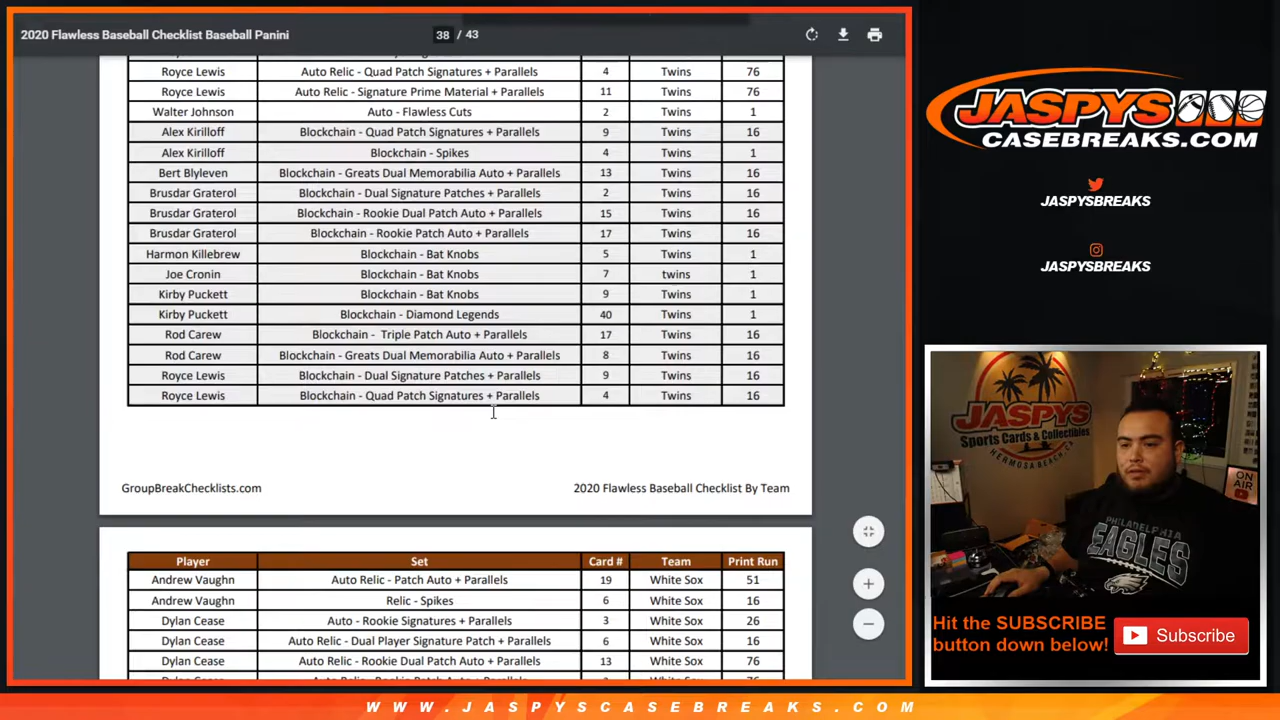 2020 Flawless Baseball Checklist Baseball Panini 38 / 43
Royce Lewis Auto Relic - Quad Patch Signatures + Parallels 4 Twins 76
Royce Lewis Auto Relic - Signature Prime Material + Parallels 11 Twins 76
Walter Johnson Auto - Flawless Cuts 2 Twins 1
Alex Kirilloff Blockchain - Quad Patch Signatures + Parallels 9 Twins 16
Alex Kirilloff Blockchain - Spikes 4 Twins 1
Bert Blyleven Blockchain - Greats Dual Memorabilia Auto + Parallels 13 Twins 16
Brusdar Graterol Blockchain - Dual Signature Patches + Parallels 2 Twins 16
Brusdar Graterol Blockchain - Rookie Dual Patch Auto + Parallels 15 Twins 16
Brusdar Graterol Blockchain - Rookie Patch Auto + Parallels 17 Twins 16
Harmon Killebrew Blockchain - Bat Knobs 5 Twins 1
Joe Cronin Blockchain - Bat Knobs 7 twins 1
Kirby Puckett Blockchain - Bat Knobs 9 Twins 1
Kirby Puckett Blockchain - Diamond Legends 40 Twins 1
Rod Carew Blockchain - Triple Patch Auto + Parallels 17 Twins 16
Rod Carew Blockchain - Greats Dual Memorabilia Auto + Parallels 8 Twins 16
Royce Lewis Blockchain - Dual Signature Patches + Parallels 9 Twins 16
Royce Lewis Blockchain - Quad Patch Signatures + Parallels 4 Twins 16
GroupBreakChecklists.com 2020 Flawless Baseball Checklist By Team
Player Set Card # Team Print Run
Andrew Vaughn Auto Relic - Patch Auto + Parallels 19 White Sox 51
Andrew Vaughn Relic - Spikes 6 White Sox 16
Dylan Cease Auto - Rookie Signatures + Parallels 3 White Sox 26
Dylan Cease Auto Relic - Dual Player Signature Patch + Parallels 6 White Sox 16
Dylan Cease Auto Relic - Rookie Dual Patch Auto + Parallels 13 White Sox 76
JASPYS
CASEBREAKS.COM
JASPYSBREAKS
JASPYSBREAKS
JASPYS
Sports Cards & Collectibles
HERMOSA BEACH, CA
ON AIR
PHILADELPHIA
EAGLES
Hit the SUBSCRIBE
button down below!
Subscribe
WWW.JASPYSCASEBREAKS.COM